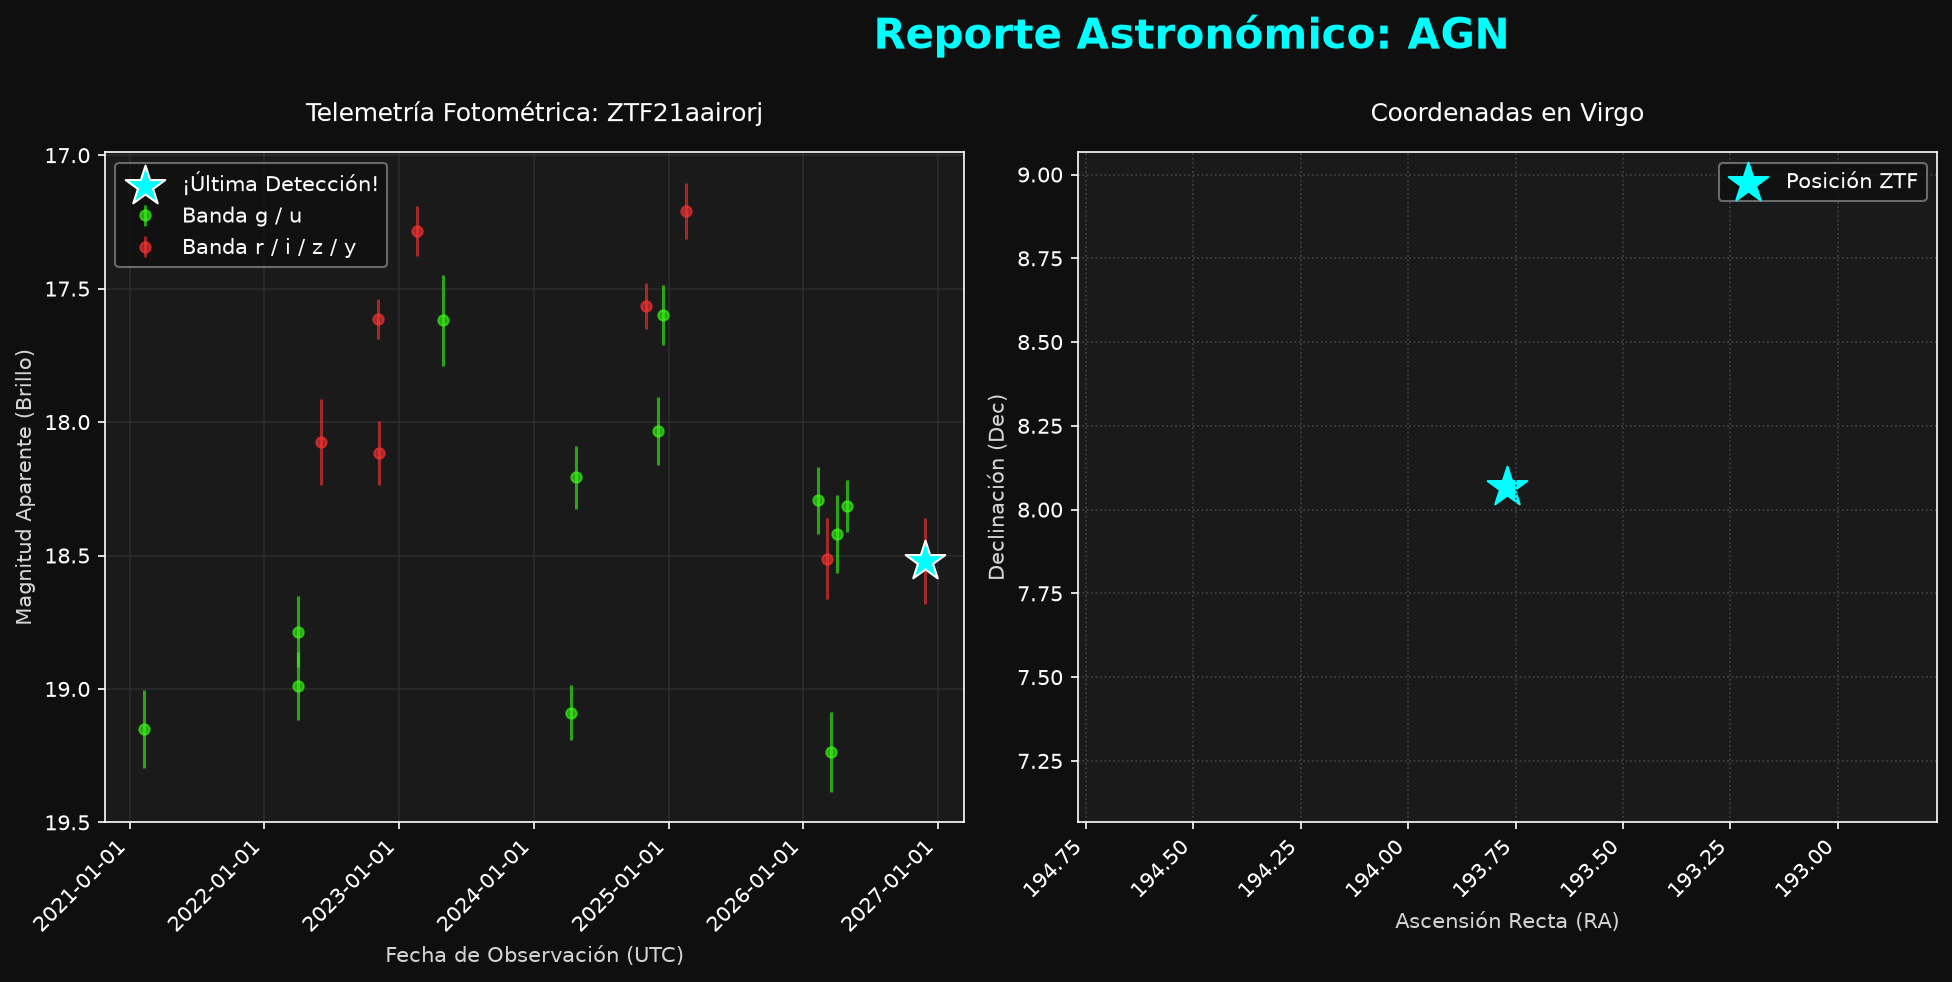 Reporte Astronómico: AGN
Telemetría Fotométrica: ZTF21aairorj
¡Última Detección!
Banda g / u
Banda r / i / z / y
Magnitud Aparente (Brillo)
17.0
17.5
18.0
18.5
19.0
19.5
2021-01-01
2022-01-01
2023-01-01
2024-01-01
2025-01-01
2026-01-01
2027-01-01
Fecha de Observación (UTC)
Coordenadas en Virgo
Posición ZTF
Declinación (Dec)
9.00
8.75
8.50
8.25
8.00
7.75
7.50
7.25
194.75
194.50
194.25
194.00
193.75
193.50
193.25
193.00
Ascensión Recta (RA)